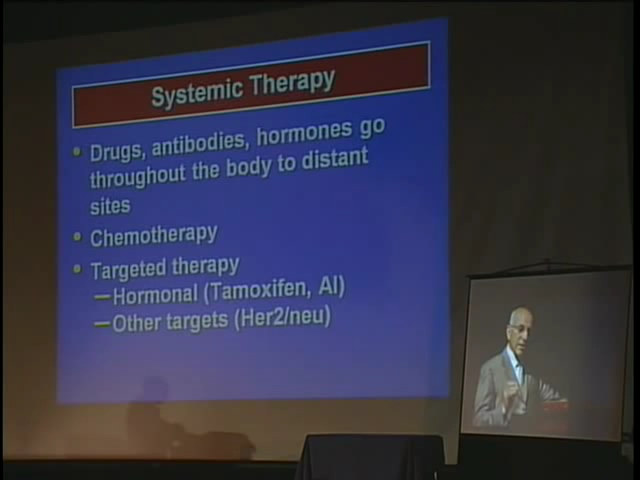 Systemic Therapy
• Drugs, antibodies, hormones go
throughout the body to distant
sites
• Chemotherapy
• Targeted therapy
–Hormonal (Tamoxifen, AI)
–Other targets (Her2/neu)